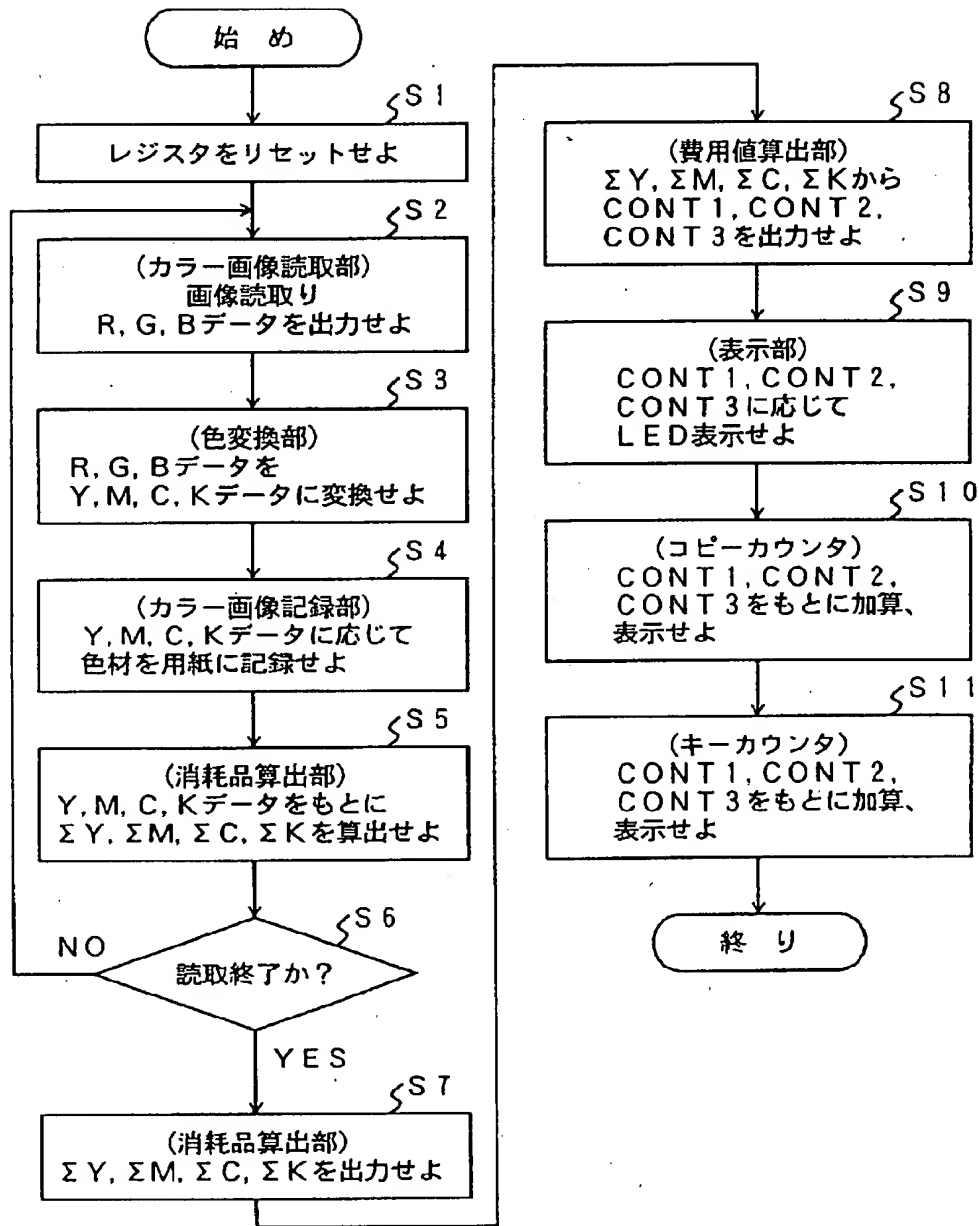 始 め
S1
レジスタをリセットせよ
S2
(カラー画像読取部)
画像読取り
R, G, Bデータを出力せよ
S3
(色変換部)
R, G, Bデータを
Y, M, C, Kデータに変換せよ
S4
(カラー画像記録部)
Y, M, C, Kデータに応じて
色材を用紙に記録せよ
S5
(消耗品算出部)
Y, M, C, Kデータをもとに
ΣY, ΣM, ΣC, ΣKを算出せよ
S6
NO
読取終了か?
YES
S7
(消耗品算出部)
ΣY, ΣM, ΣC, ΣKを出力せよ
S8
(費用値算出部)
ΣY, ΣM, ΣC, ΣKから
CONT1, CONT2,
CONT3を出力せよ
S9
(表示部)
CONT1, CONT2,
CONT3に応じて
LED表示せよ
S10
(コピーカウンタ)
CONT1, CONT2,
CONT3をもとに加算、
表示せよ
S11
(キーカウンタ)
CONT1, CONT2,
CONT3をもとに加算、
表示せよ
終 り